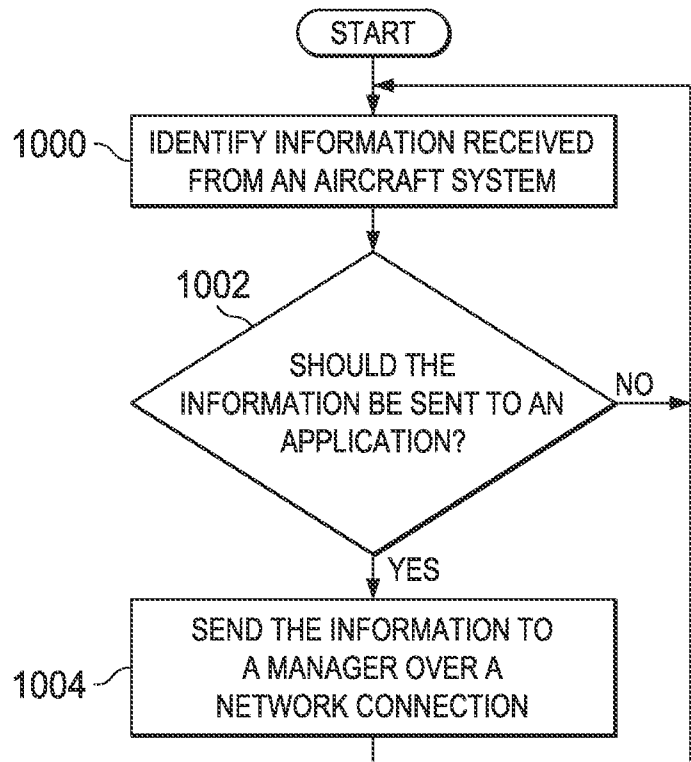 START
1000
IDENTIFY INFORMATION RECEIVED
FROM AN AIRCRAFT SYSTEM
1002
SHOULD THE
INFORMATION BE SENT TO AN
APPLICATION?
NO
YES
1004
SEND THE INFORMATION TO
A MANAGER OVER A
NETWORK CONNECTION